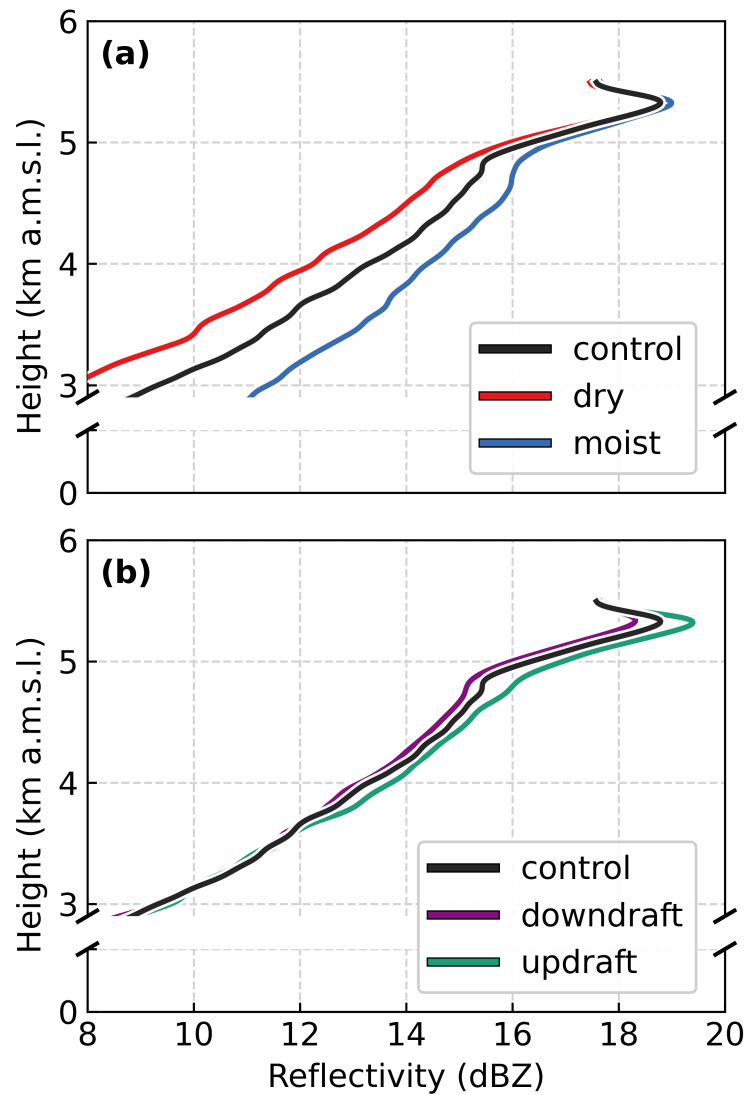 (a)
6
5
4
3
0
Height (km a.m.s.l.)
control
dry
moist
(b)
6
5
4
3
0
Height (km a.m.s.l.)
control
downdraft
updraft
8 10 12 14 16 18 20
Reflectivity (dBZ)